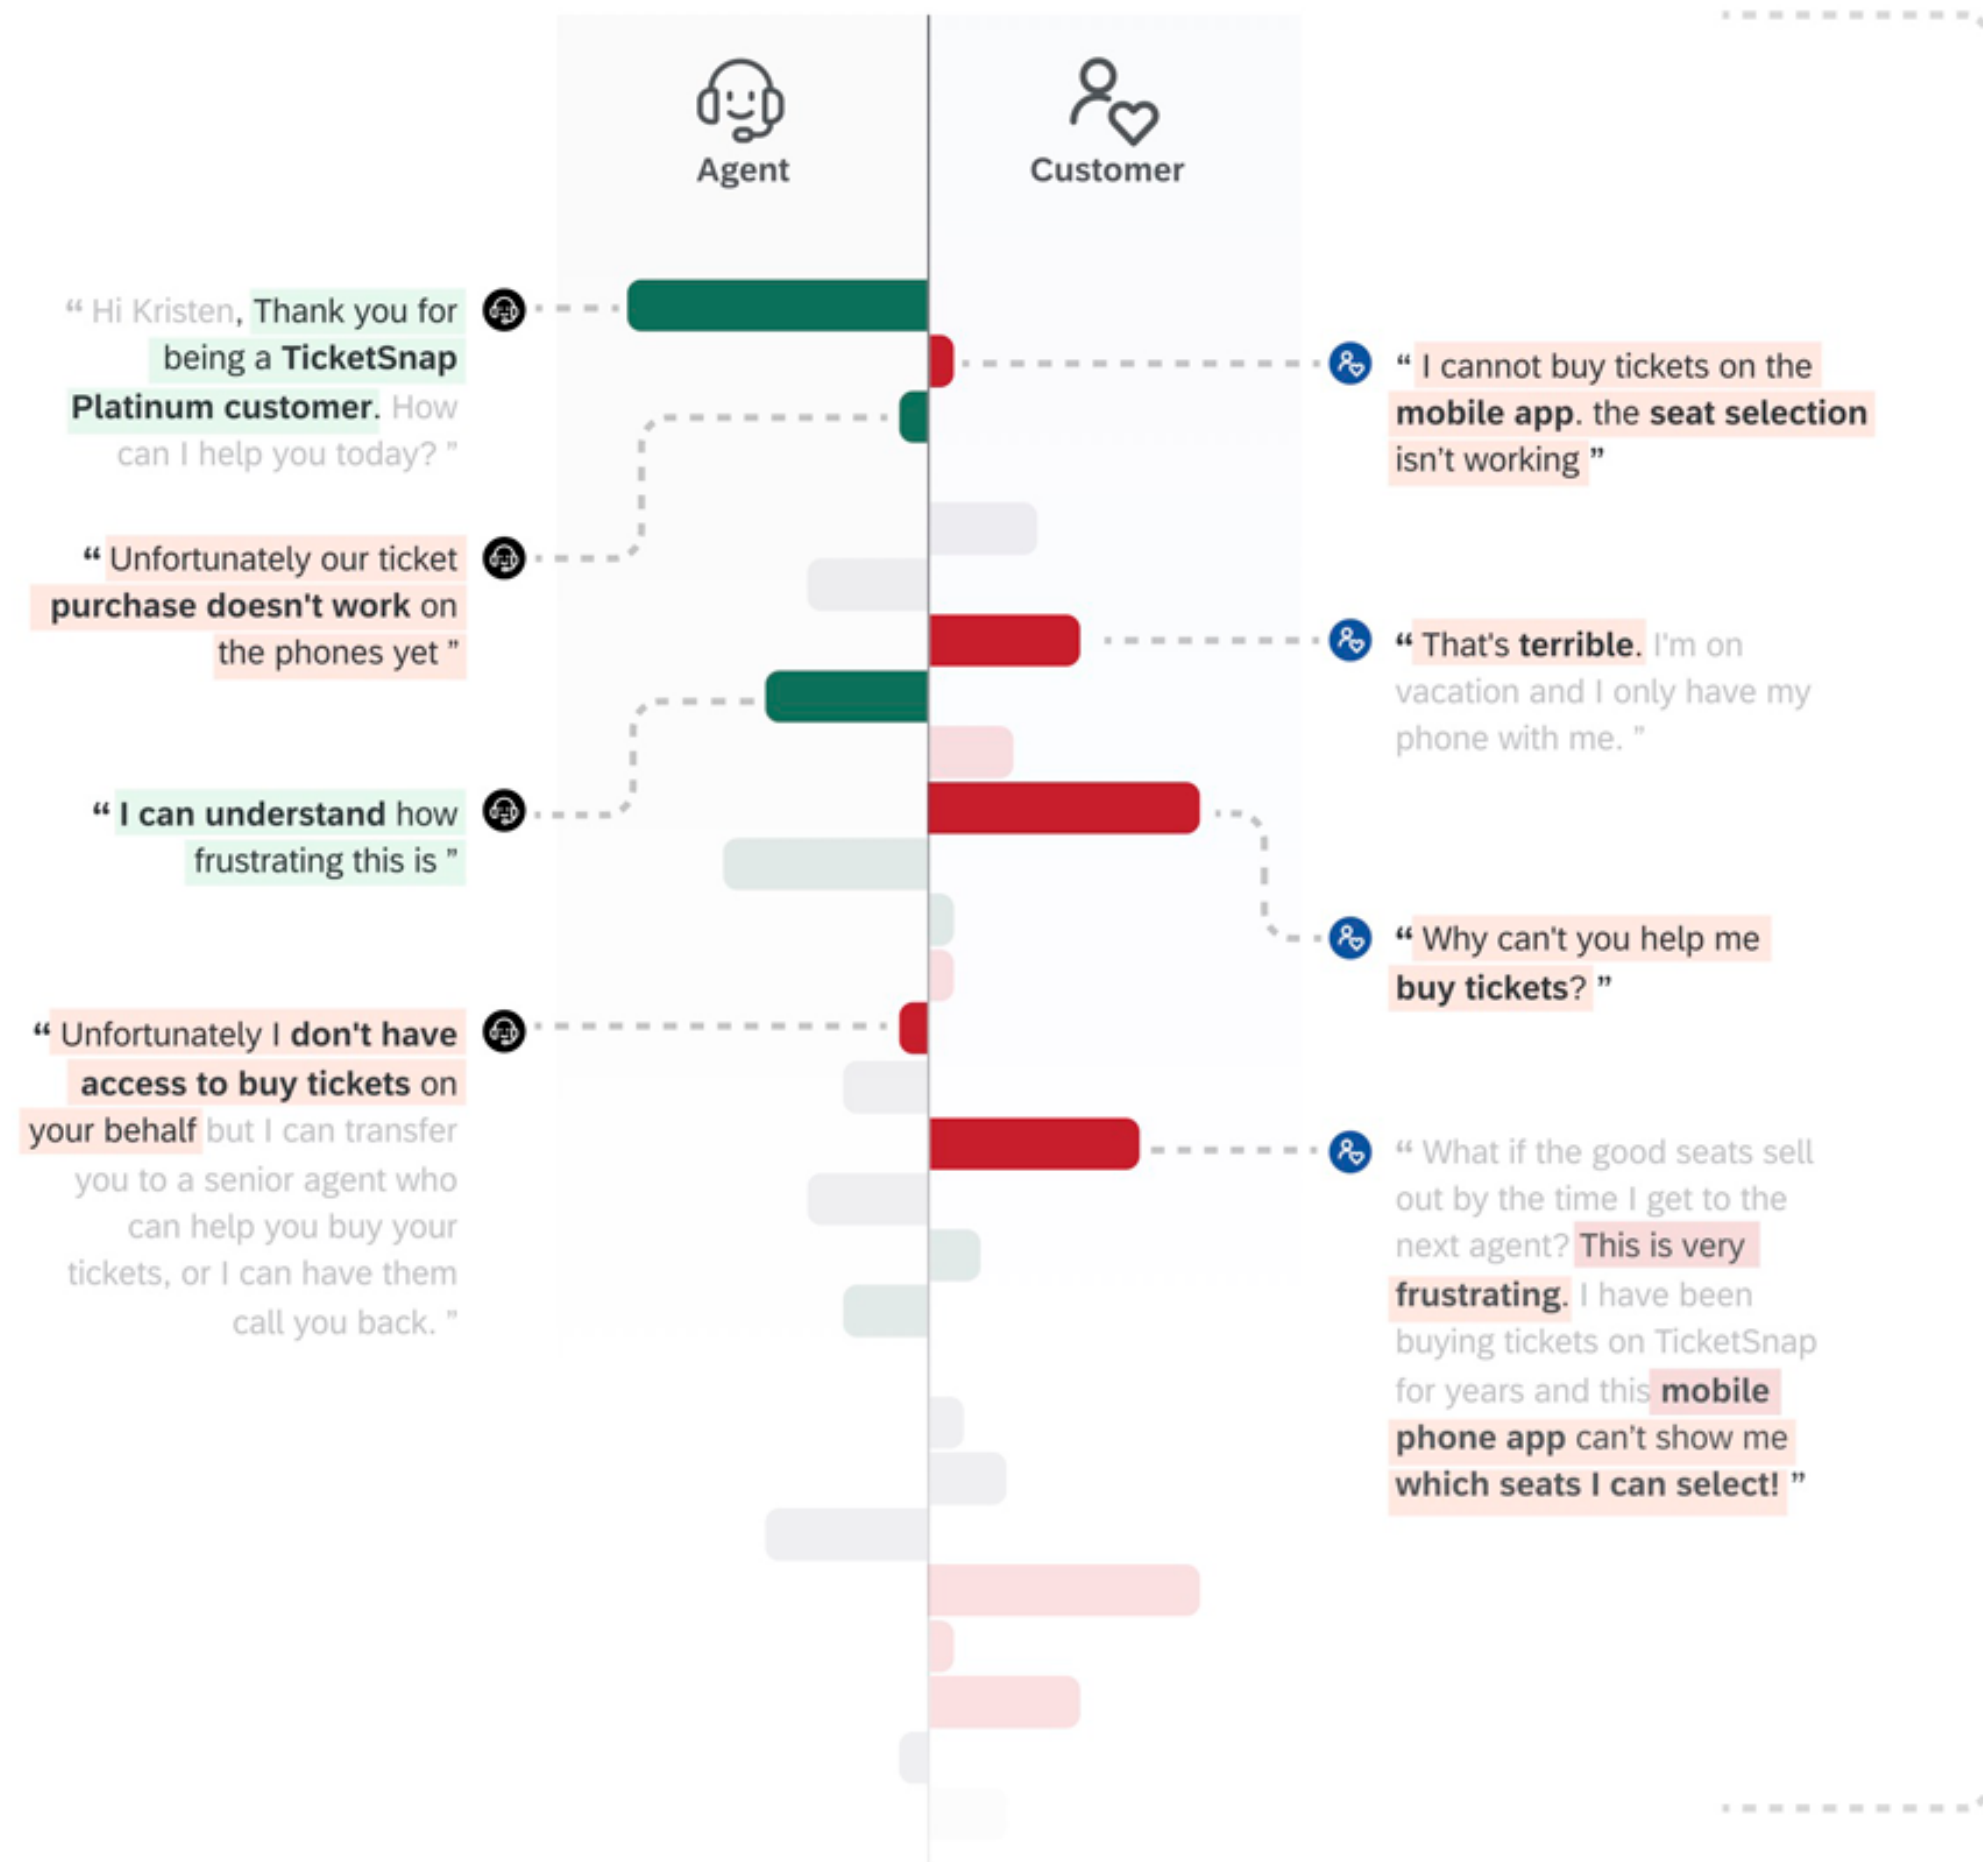 Agent
Customer
“ Hi Kristen, Thank you for
being a TicketSnap
Platinum customer. How
can I help you today? ”
“ I cannot buy tickets on the
mobile app. the seat selection
isn't working ”
“ Unfortunately our ticket
purchase doesn't work on
the phones yet ”
“ That's terrible. I'm on
vacation and I only have my
phone with me. ”
“ I can understand how
frustrating this is ”
“ Why can't you help me
buy tickets? ”
“ Unfortunately I don't have
access to buy tickets on
your behalf but I can transfer
you to a senior agent who
can help you buy your
tickets, or I can have them
call you back. ”
“ What if the good seats sell
out by the time I get to the
next agent? This is very
frustrating. I have been
buying tickets on TicketSnap
for years and this mobile
phone app can't show me
which seats I can select! ”